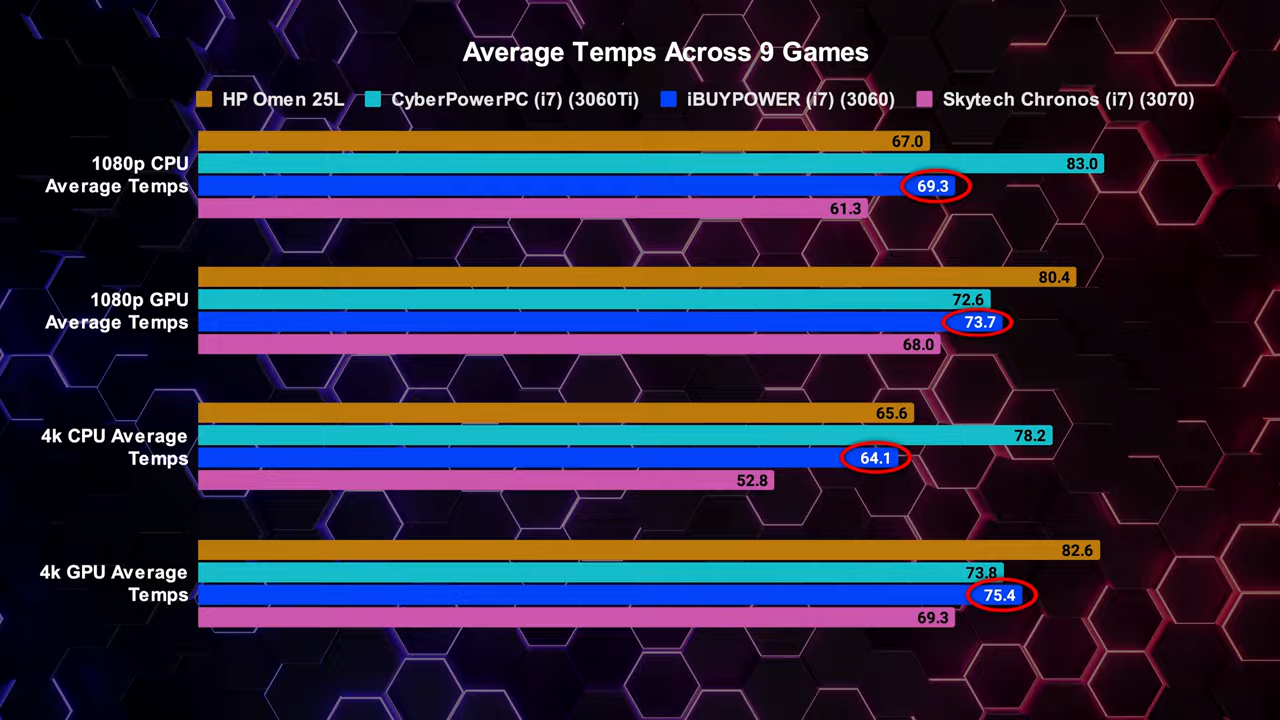 Average Temps Across 9 Games
HP Omen 25L CyberPowerPC (i7) (3060Ti) iBUYPOWER (i7) (3060) Skytech Chronos (i7) (3070)
1080p CPU
Average Temps
67.0
83.0
69.3
61.3
1080p GPU
Average Temps
80.4
72.6
73.7
68.0
4k CPU Average
Temps
65.6
78.2
64.1
52.8
4k GPU Average
Temps
82.6
73.8
75.4
69.3